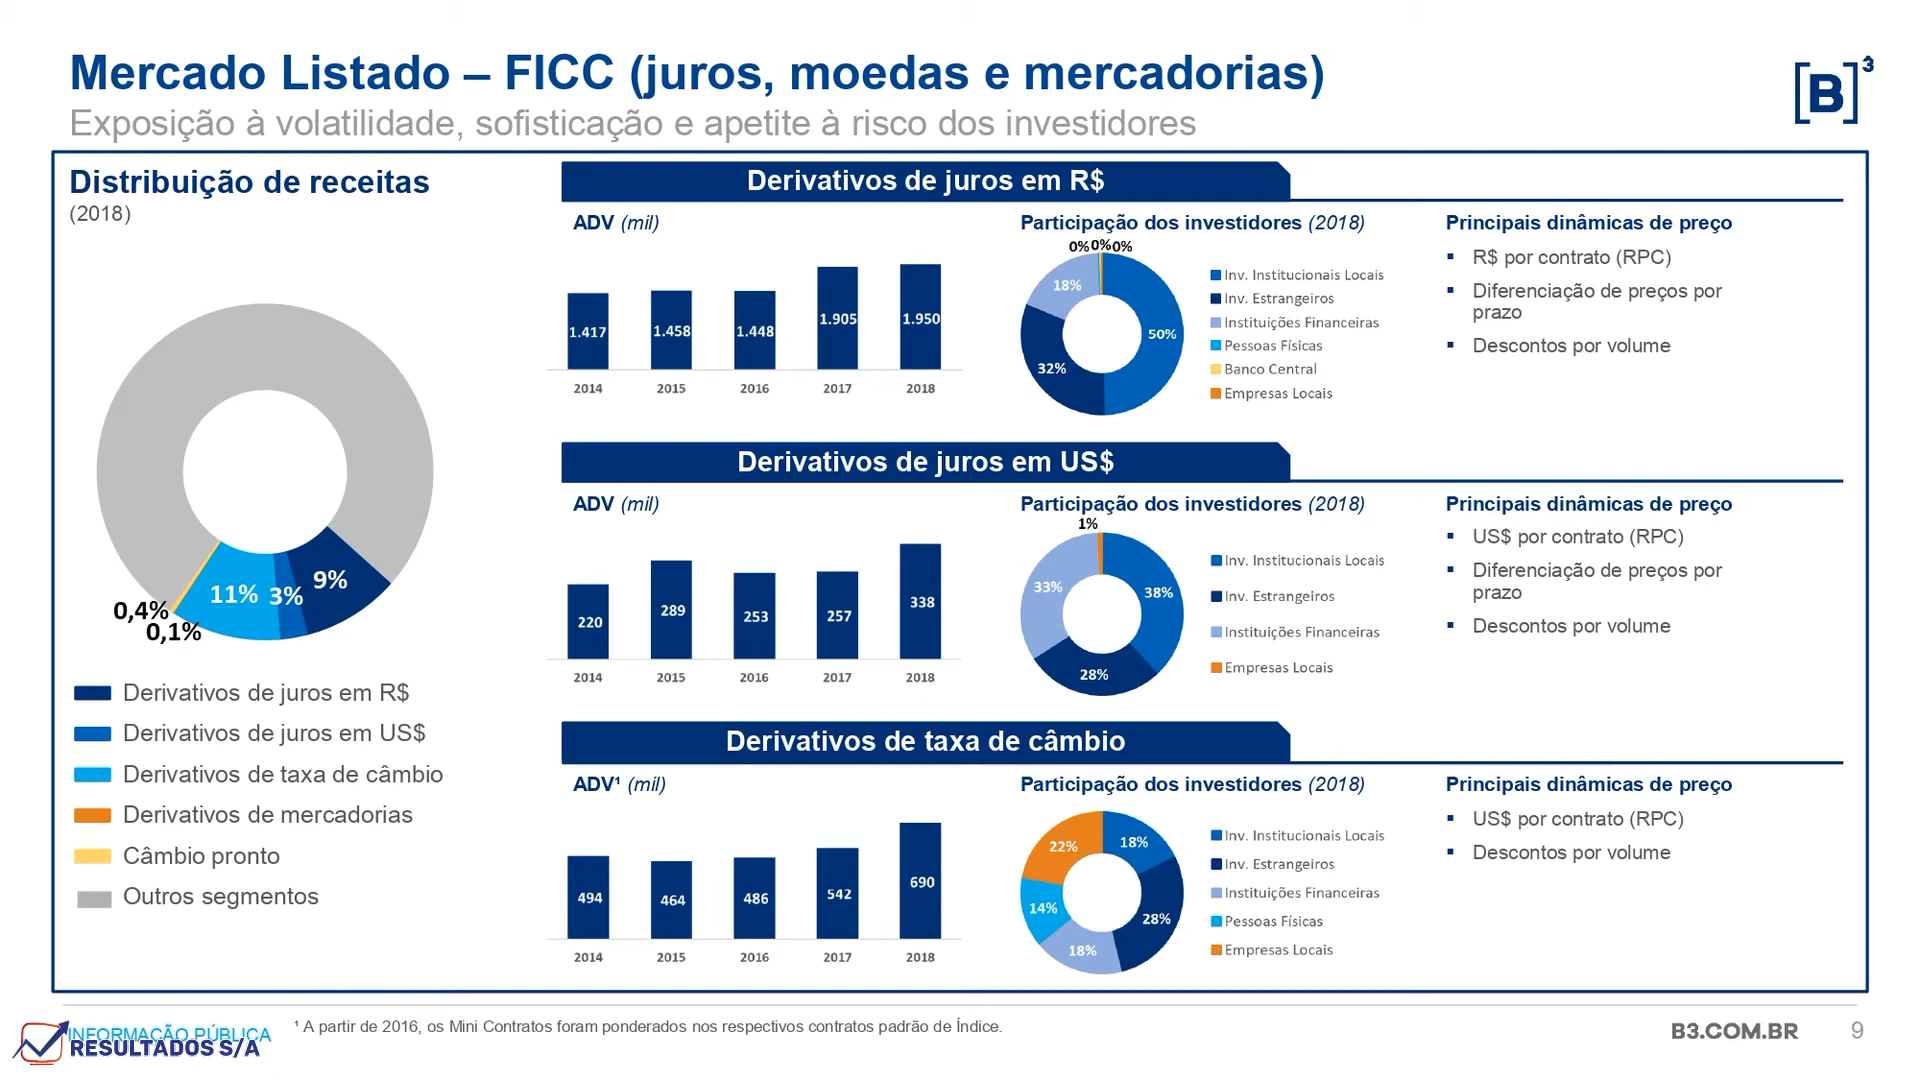 Mercado Listado – FICC (juros, moedas e mercadorias)
Exposição à volatilidade, sofisticação e apetite à risco dos investidores
[B]³
Distribuição de receitas
(2018)
9%
3%
11%
0,4%
0,1%
Derivativos de juros em R$
Derivativos de juros em US$
Derivativos de taxa de câmbio
Derivativos de mercadorias
Câmbio pronto
Outros segmentos
Derivativos de juros em R$
ADV (mil)
1.417
1.458
1.448
1.905
1.950
2014
2015
2016
2017
2018
Participação dos investidores (2018)
0%
0%
0%
18%
50%
32%
Inv. Institucionais Locais
Inv. Estrangeiros
Instituições Financeiras
Pessoas Físicas
Banco Central
Empresas Locais
Principais dinâmicas de preço
▪ R$ por contrato (RPC)
▪ Diferenciação de preços por
prazo
▪ Descontos por volume
Derivativos de juros em US$
ADV (mil)
220
289
253
257
338
2014
2015
2016
2017
2018
Participação dos investidores (2018)
1%
33%
38%
28%
Inv. Institucionais Locais
Inv. Estrangeiros
Instituições Financeiras
Empresas Locais
Principais dinâmicas de preço
▪ US$ por contrato (RPC)
▪ Diferenciação de preços por
prazo
▪ Descontos por volume
Derivativos de taxa de câmbio
ADV¹ (mil)
494
464
486
542
690
2014
2015
2016
2017
2018
Participação dos investidores (2018)
22%
18%
14%
28%
18%
Inv. Institucionais Locais
Inv. Estrangeiros
Instituições Financeiras
Pessoas Físicas
Empresas Locais
Principais dinâmicas de preço
▪ US$ por contrato (RPC)
▪ Descontos por volume
INFORMAÇÃO PÚBLICA
RESULTADOS S/A
¹ A partir de 2016, os Mini Contratos foram ponderados nos respectivos contratos padrão de Índice.
B3.COM.BR
9